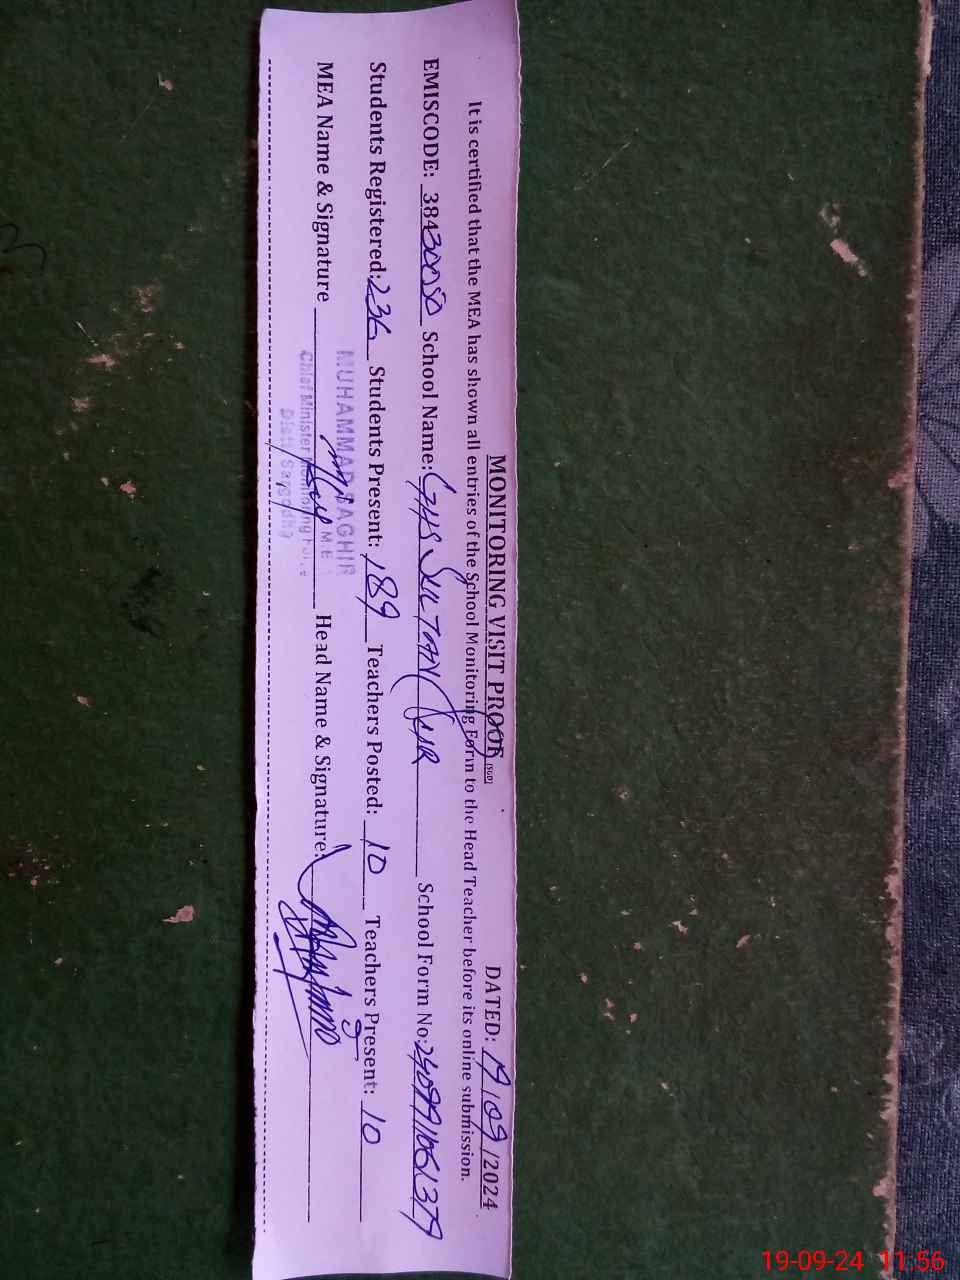 MONITORING VISIT PROOF (SGD) DATED: 19/09/2024
It is certified that the MEA has shown all entries of the School Monitoring Form to the Head Teacher before its online submission.
EMISCODE: 38430050 School Name: GHS SULTAN School Form No:
Students Registered: 236 Students Present: 189 Teachers Posted: 10 Teachers Present: 10
MEA Name & Signature Head Name & Signature:
MUHAMMAD SAGHIR
M.E
Chief Minister Monitoring Force
Distt Sargodha
19-09-24 11.56